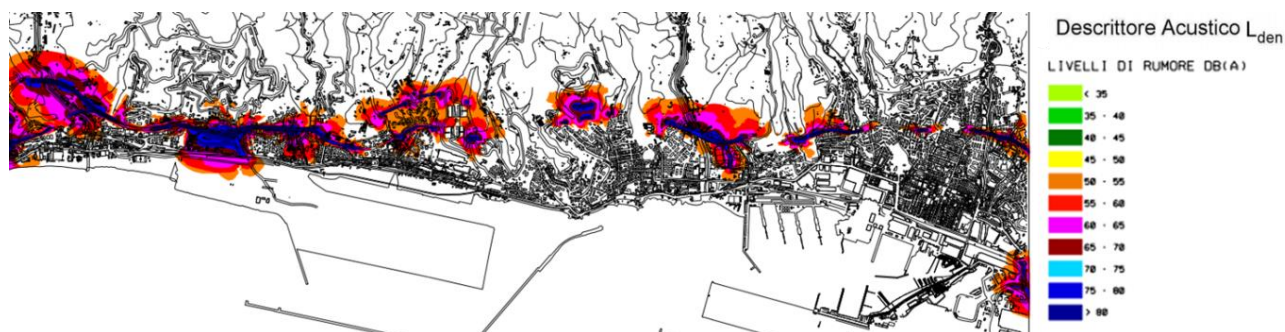 Descrittore Acustico Lden
LIVELLI DI RUMORE DB(A)
< 35
35 - 40
40 - 45
45 - 50
50 - 55
55 - 60
60 - 65
65 - 70
70 - 75
75 - 80
> 80